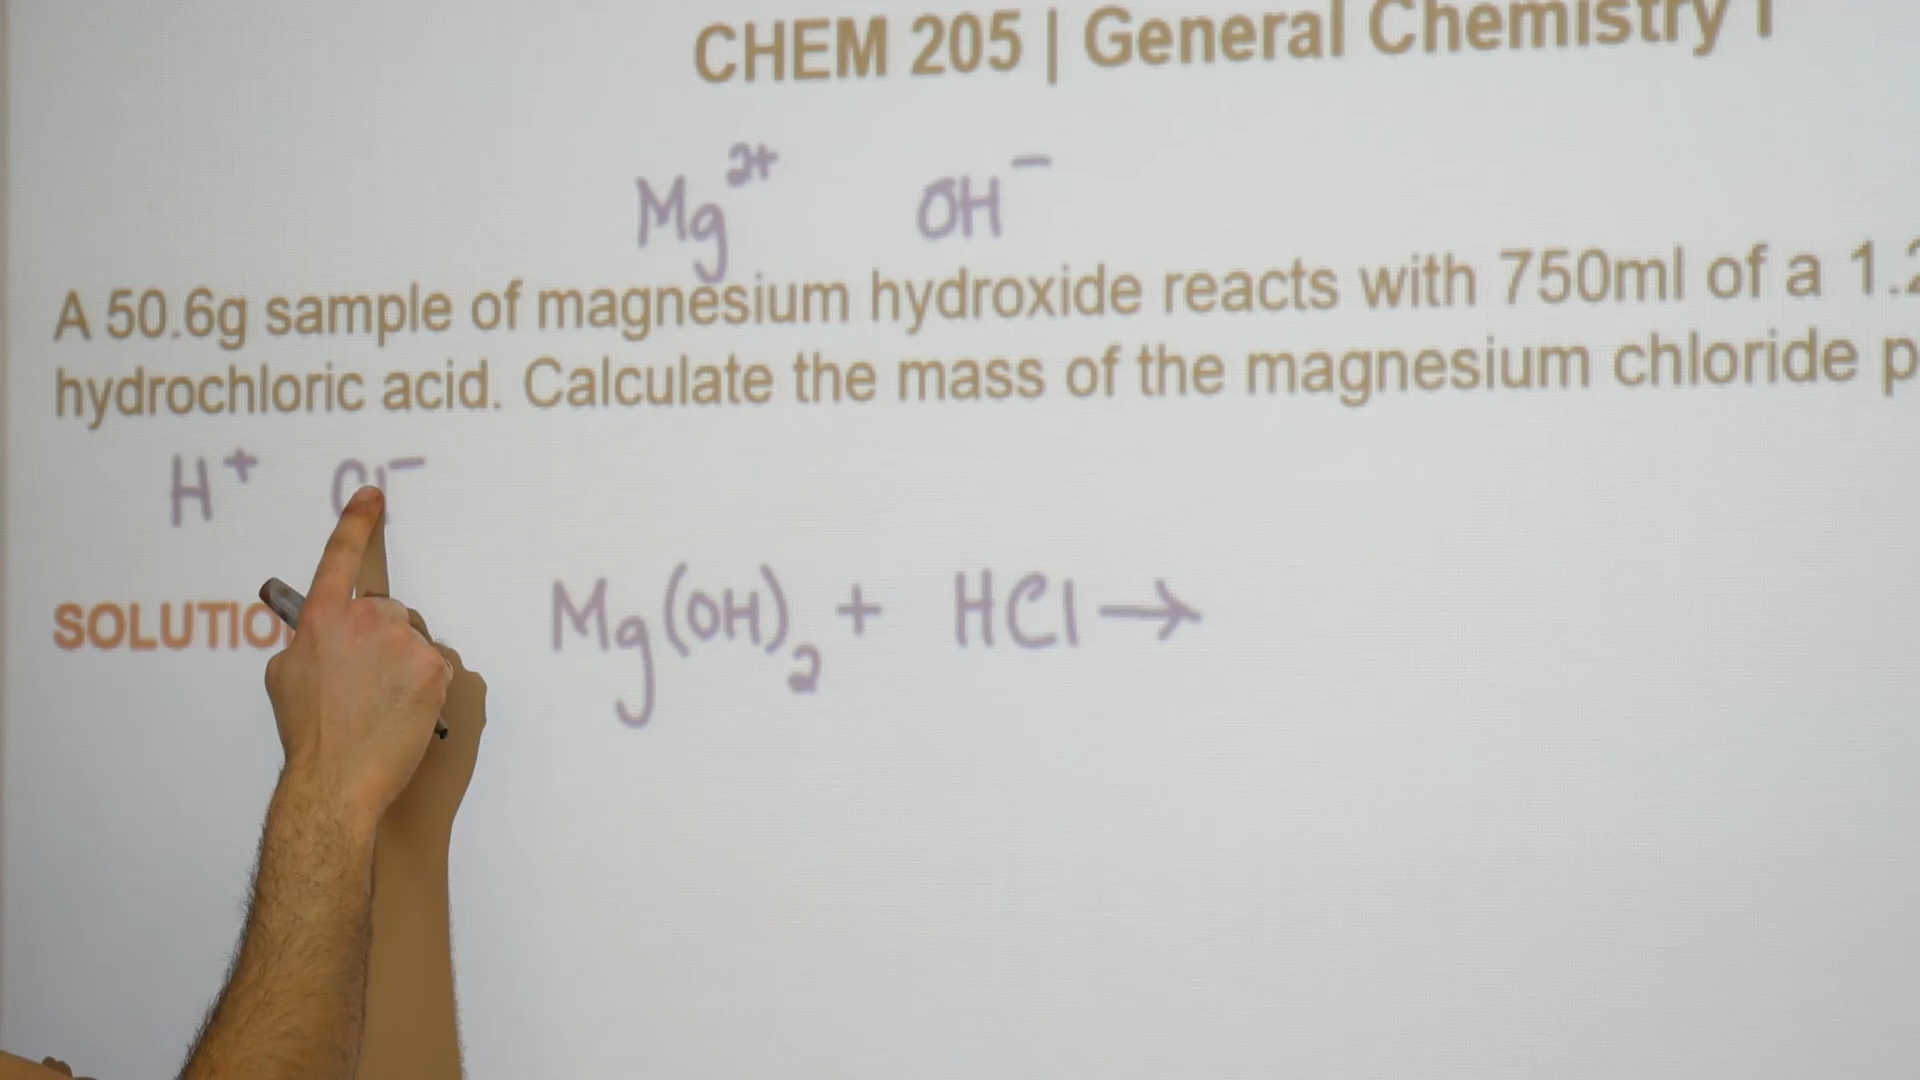 CHEM 205 | General Chemistry I
Mg²⁺ OH⁻
A 50.6g sample of magnesium hydroxide reacts with 750ml of a
hydrochloric acid. Calculate the mass of the magnesium chloride
H⁺ Cl⁻
Mg(OH)₂ + HCl →